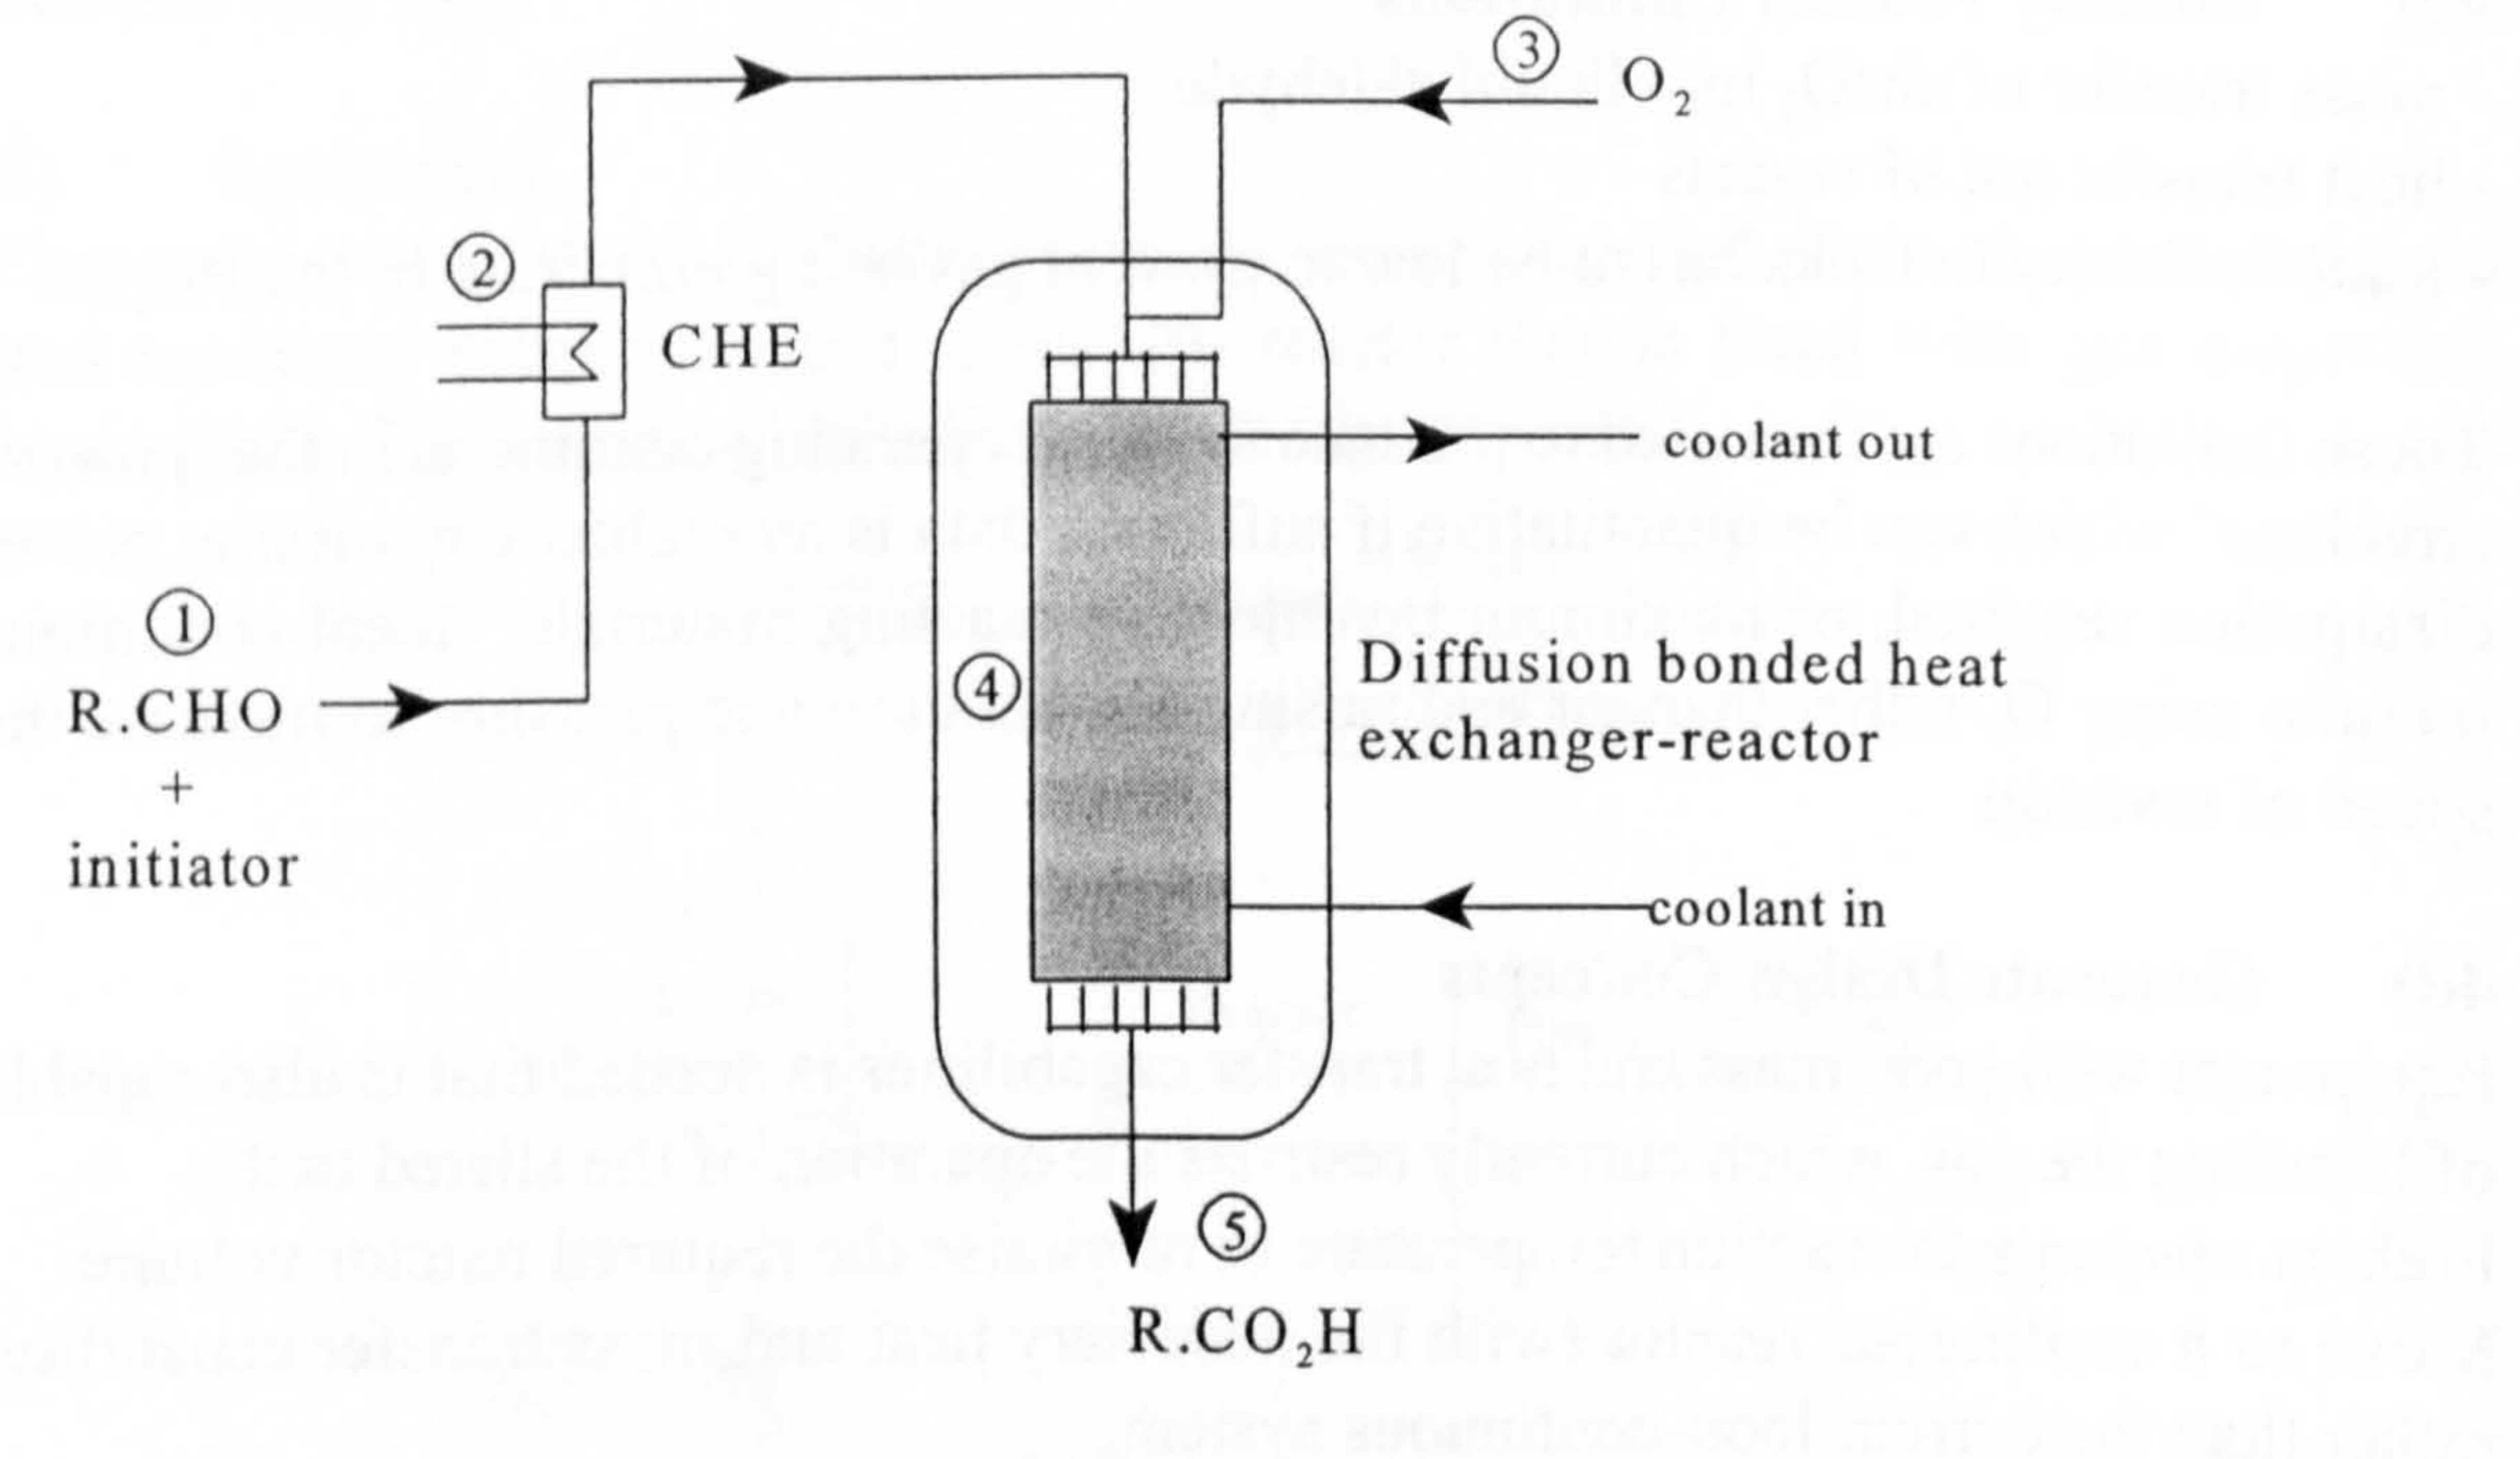 ③ O₂
②
CHE
coolant out
①
R.CHO
+
initiator
④
Diffusion bonded heat
exchanger-reactor
coolant in
⑤
R.CO₂H